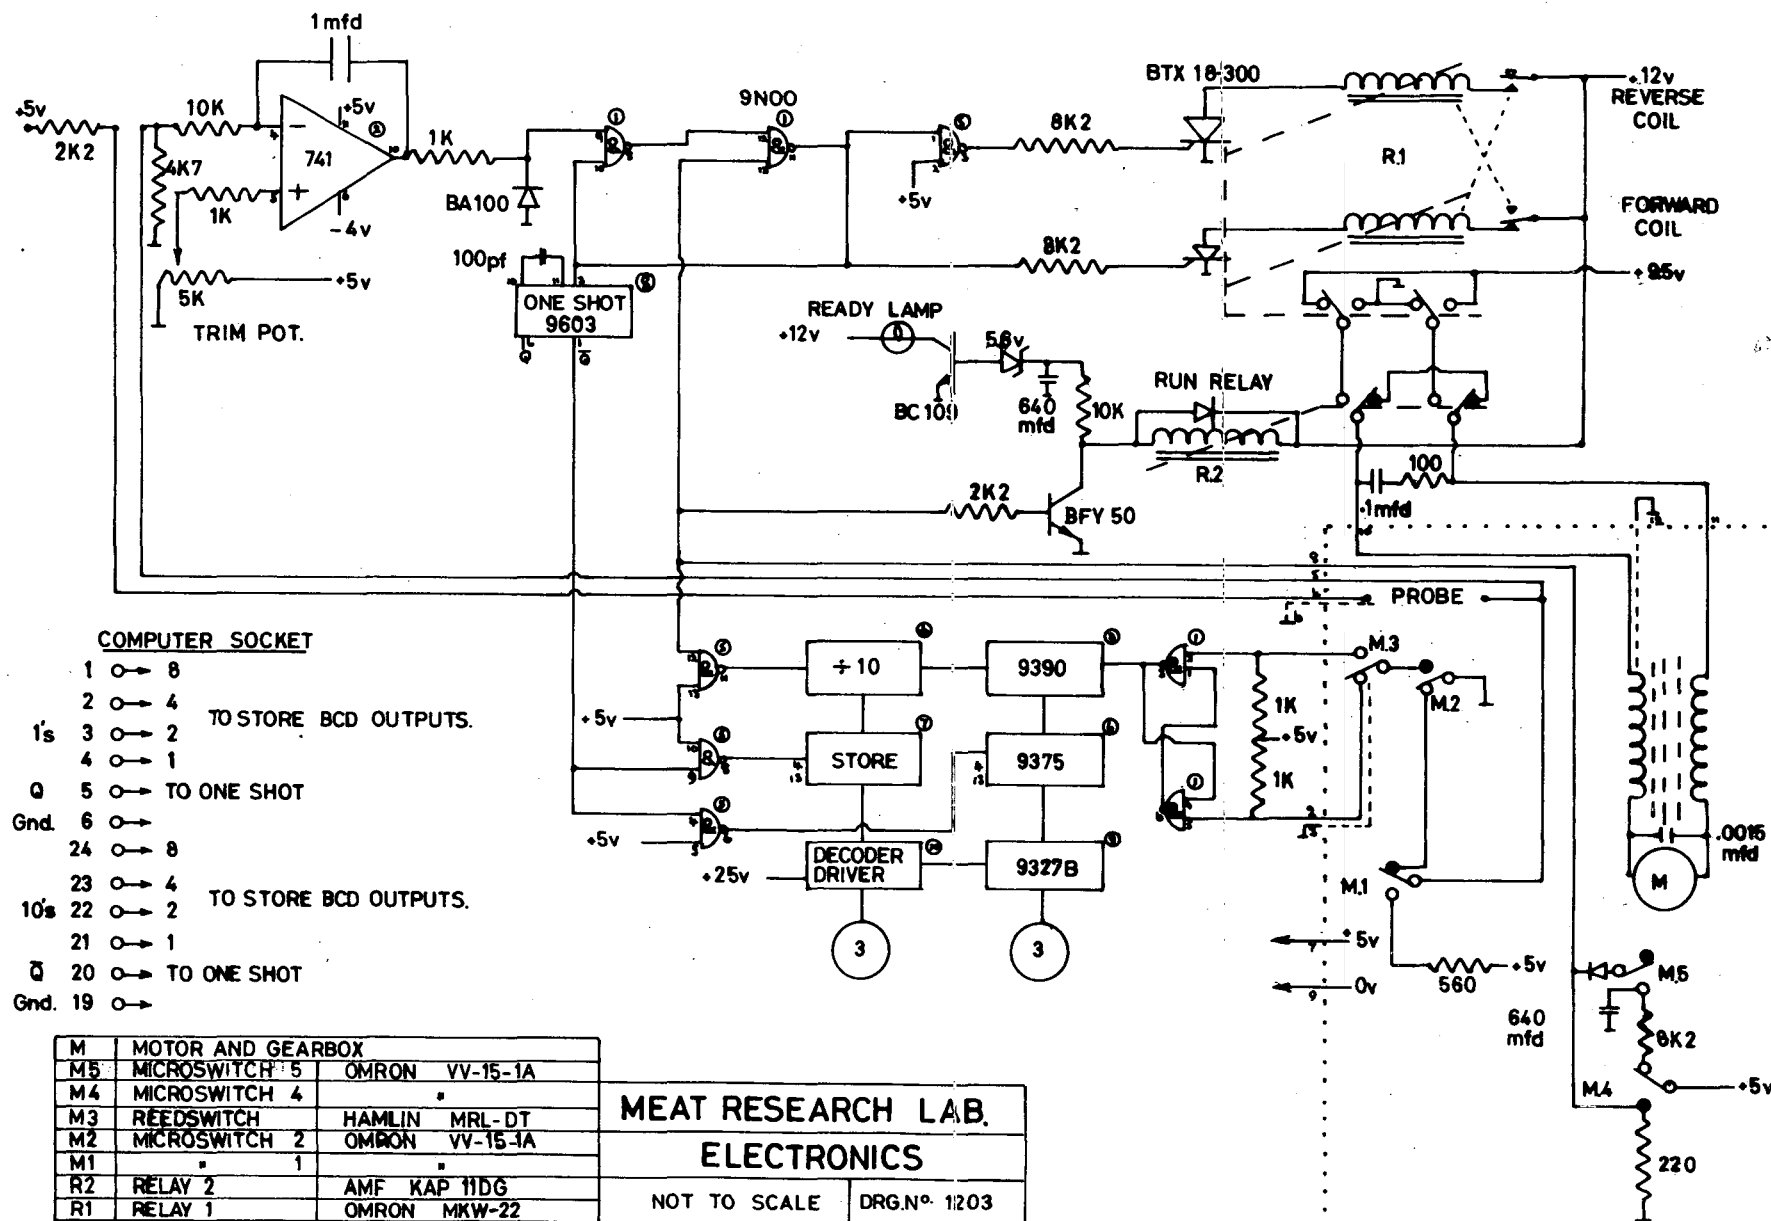 1mfd
+5v
2K2
10K
4K7
1K
+5v
741
-4v
1K
BA100
9N00
+5v
8K2
8K2
BTX 18-300
R.1
+12v
REVERSE
COIL
FORWARD
COIL
5K
+5v
TRIM POT.
100pf
ONE SHOT
9603
Q
Q̄
READY LAMP
+12v
BC 109
640
mfd
10K
RUN RELAY
R.2
2K2
BFY 50
100
.1mfd
PROBE
COMPUTER SOCKET
1 8
2 4
TO STORE BCD OUTPUTS.
1's 3 2
4 1
Q 5 TO ONE SHOT
Gnd. 6
24 8
23 4
TO STORE BCD OUTPUTS.
10's 22 2
21 1
Q̄ 20 TO ONE SHOT
Gnd. 19
+5v
+5v
+25v
÷ 10
9390
STORE
9375
DECODER
DRIVER
9327B
3
3
1K
+5v
1K
M.3
M.2
M.1
+5v
0v
560
+5v
.0015
mfd
M
M.5
640
mfd
8K2
M.4
+5v
220
M MOTOR AND GEARBOX
M5 MICROSWITCH 5 OMRON VV-15-1A
M4 MICROSWITCH 4 "
M3 REEDSWITCH HAMLIN MRL-DT
M2 MICROSWITCH 2 OMRON VV-15-1A
M1 " 1 "
R2 RELAY 2 AMF KAP 11DG
R1 RELAY 1 OMRON MKW-22
MEAT RESEARCH LAB.
ELECTRONICS
NOT TO SCALE DRG.Nº 1203